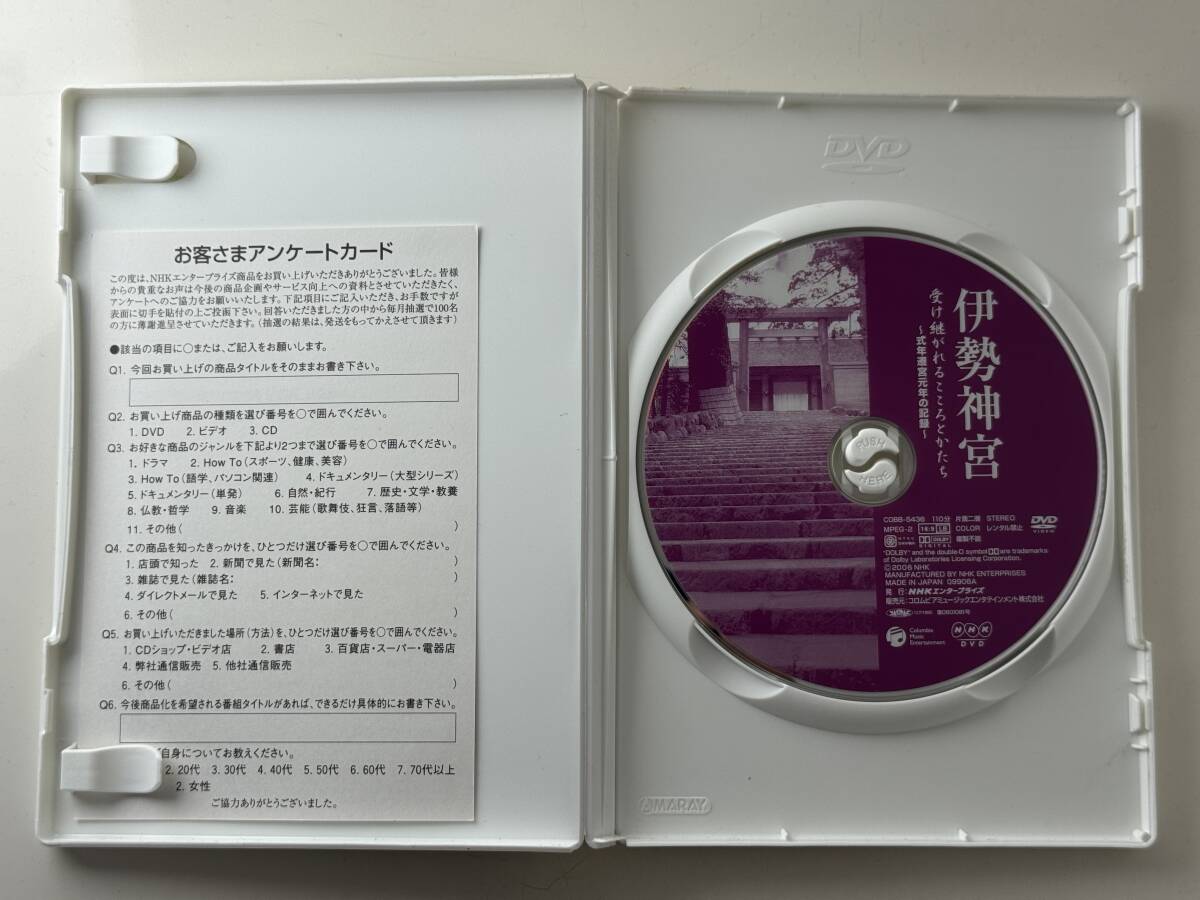 お客さまアンケートカード
この度は、NHKエンタープライズ商品をお買い上げいただきありがとうございました。皆様
からの貴重なお声は今後の商品企画やサービス向上への資料とさせていただきたく、
アンケートへのご協力をお願いいたします。下記項目にご記入いただき、お手数ですが
表面に切手を貼付の上ご投函下さい。回答いただきました方の中から毎月抽選で100名
の方に薄謝進呈させていただきます。(抽選の結果は、発送をもってかえさせて頂きます)
●該当の項目に○または、ご記入をお願いします。
Q1. 今回お買い上げの商品タイトルをそのままお書き下さい。
Q2. お買い上げ商品の種類を選び番号を○で囲んでください。
1. DVD 2. ビデオ 3. CD
Q3. お好きな商品のジャンルを下記より2つまで選び番号を○で囲んでください。
1. ドラマ 2. How To(スポーツ、健康、美容)
3. How To(語学、パソコン関連) 4. ドキュメンタリー(大型シリーズ)
5. ドキュメンタリー(単発) 6. 自然・紀行 7. 歴史・文学・教養
8. 仏教・哲学 9. 音楽 10. 芸能(歌舞伎、狂言、落語等)
11. その他( )
Q4. この商品を知ったきっかけを、ひとつだけ選び番号を○で囲んでください。
1. 店頭で知った 2. 新聞で見た(新聞名: )
3. 雑誌で見た(雑誌名: )
4. ダイレクトメールで見た 5. インターネットで見た
6. その他( )
Q5. お買い上げいただきました場所(方法)を、ひとつだけ選び番号を○で囲んでください。
1. CDショップ・ビデオ店 2. 書店 3. 百貨店・スーパー・電器店
4. 弊社通信販売 5. 他社通信販売
6. その他( )
Q6. 今後商品化を希望される番組タイトルがあれば、できるだけ具体的にお書き下さい。
自身についてお教えください。
2. 20代 3. 30代 4. 40代 5. 50代 6. 60代 7. 70代以上
2. 女性
ご協力ありがとうございました。
DVD
伊勢神宮
受け継がれるこころとかたち
~式年遷宮元年の記録~
PUSH
HERE
COBB-5436 110分 片面二層 STEREO
MPEG-2 16:9 LB COLOR レンタル禁止
DOLBY DIGITAL 複製不能
DVD VIDEO
"DOLBY" and the double-D symbol are trademarks
of Dolby Laboratories Licensing Corporation.
©2006 NHK
MANUFACTURED BY NHK ENTERPRISES
MADE IN JAPAN 09908A
発行:NHKエンタープライズ
販売元:コロムビアミュージックエンタテインメント株式会社
Columbia
Music
Entertainment
NHK
DVD
AMARAY